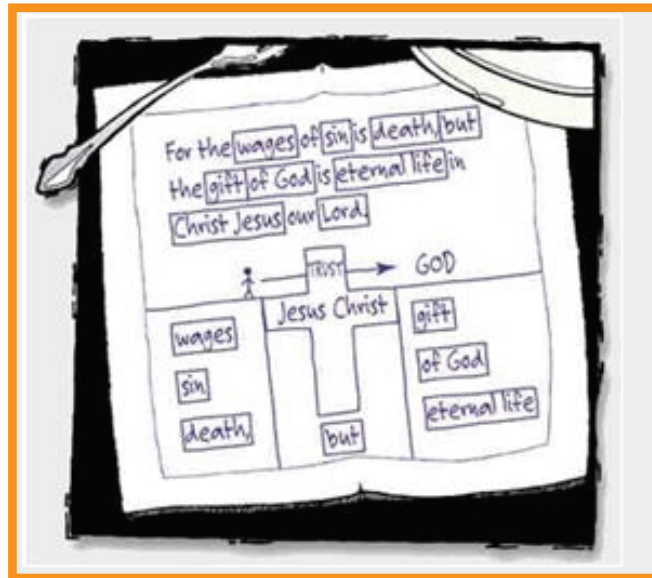 For the wages of sin is death, but
the gift of God is eternal life in
Christ Jesus our Lord.
TRUST
GOD
Jesus Christ
wages
sin
death,
but
gift
of God
eternal life